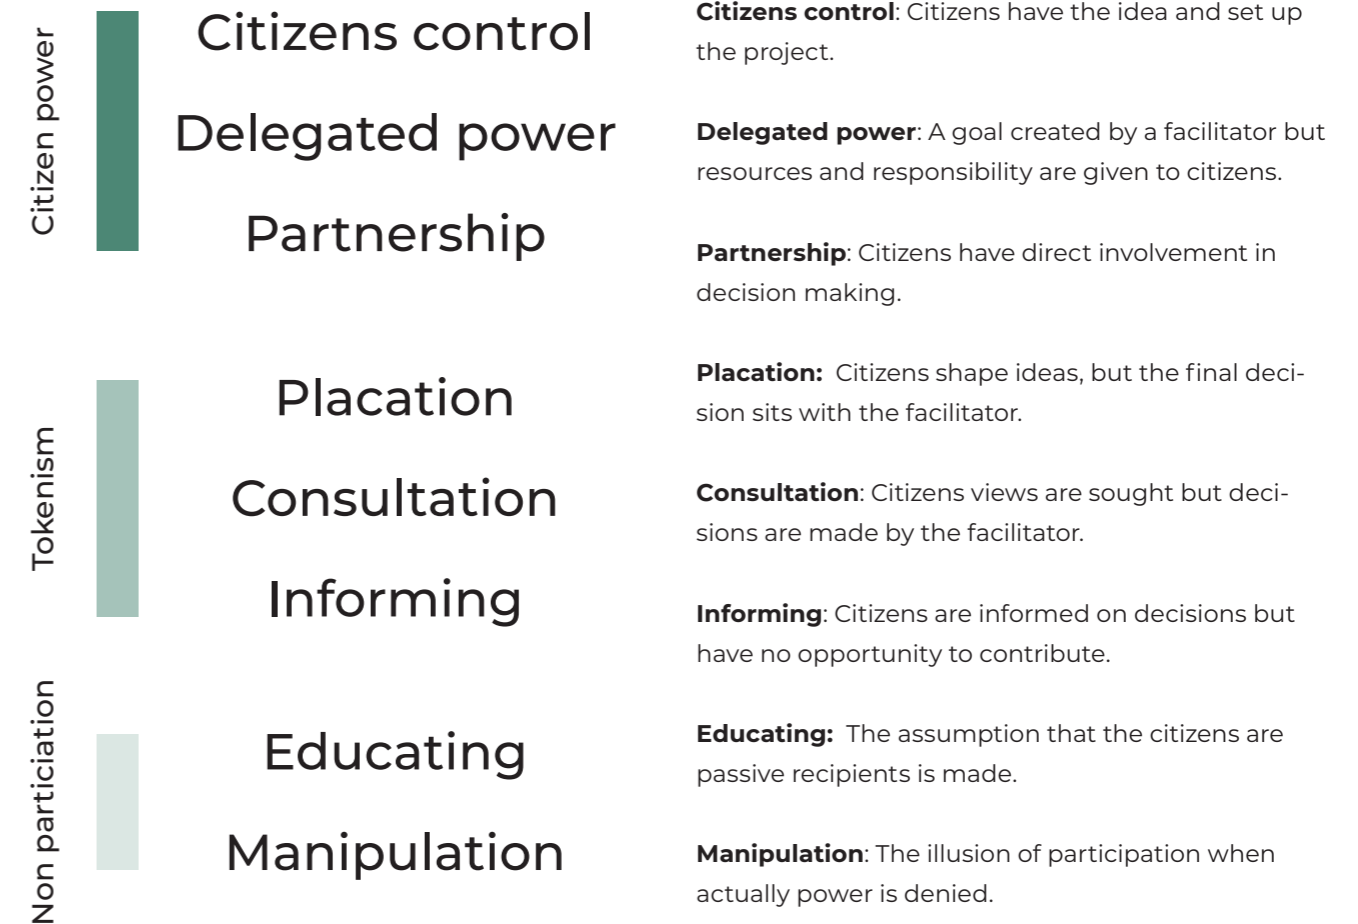 Citizen power
Citizens control
Delegated power
Partnership
Tokenism
Placation
Consultation
Informing
Non particiation
Educating
Manipulation
Citizens control: Citizens have the idea and set up
the project.
Delegated power: A goal created by a facilitator but
resources and responsibility are given to citizens.
Partnership: Citizens have direct involvement in
decision making.
Placation: Citizens shape ideas, but the final deci-
sion sits with the facilitator.
Consultation: Citizens views are sought but deci-
sions are made by the facilitator.
Informing: Citizens are informed on decisions but
have no opportunity to contribute.
Educating: The assumption that the citizens are
passive recipients is made.
Manipulation: The illusion of participation when
actually power is denied.